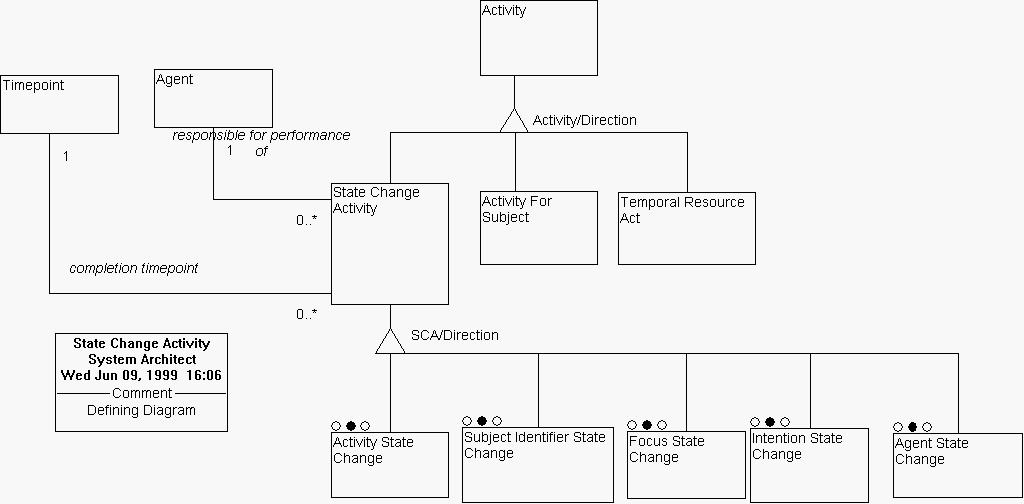 Activity
Timepoint
Agent
Activity/Direction
responsible for performance
of
1
1
State Change
Activity
Activity For
Subject
Temporal Resource
Act
0..*
completion timepoint
0..*
SCA/Direction
State Change Activity
System Architect
Wed Jun 09, 1999 16:06
Comment
Defining Diagram
Activity State
Change
Subject Identifier State
Change
Focus State
Change
Intention State
Change
Agent State
Change